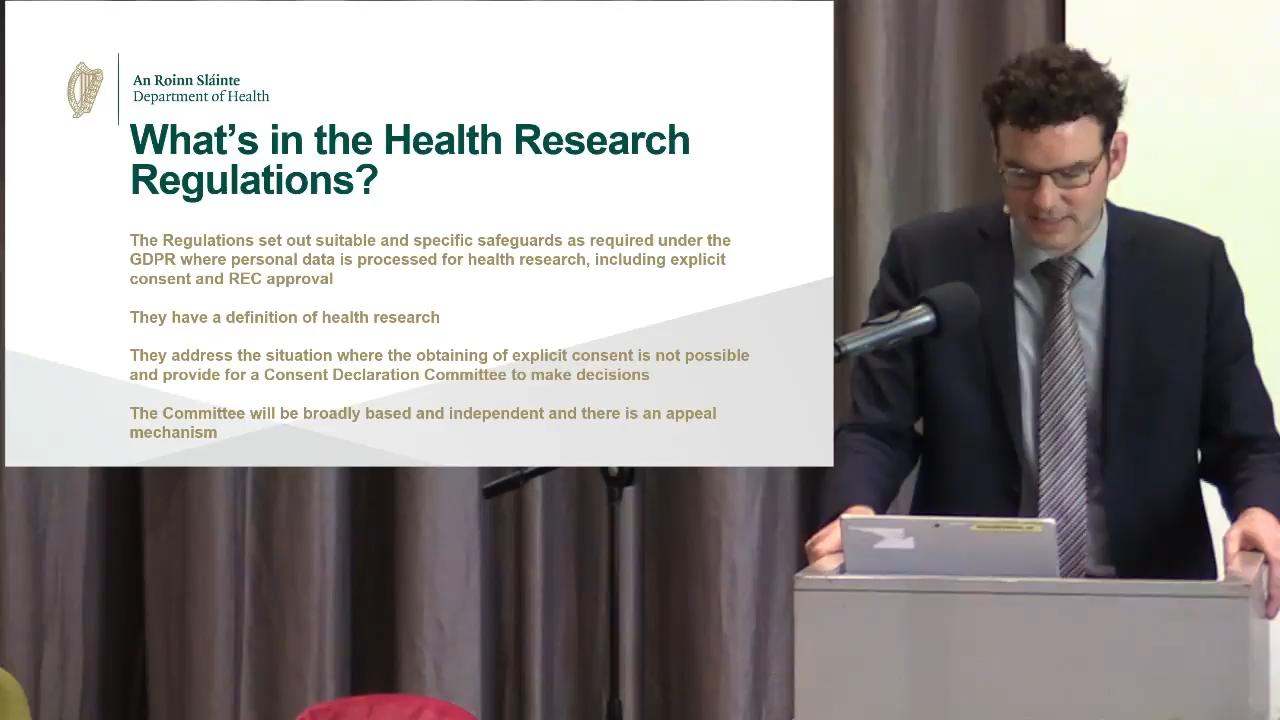 An Roinn Sláinte
Department of Health
What's in the Health Research
Regulations?
The Regulations set out suitable and specific safeguards as required under the
GDPR where personal data is processed for health research, including explicit
consent and REC approval
They have a definition of health research
They address the situation where the obtaining of explicit consent is not possible
and provide for a Consent Declaration Committee to make decisions
The Committee will be broadly based and independent and there is an appeal
mechanism